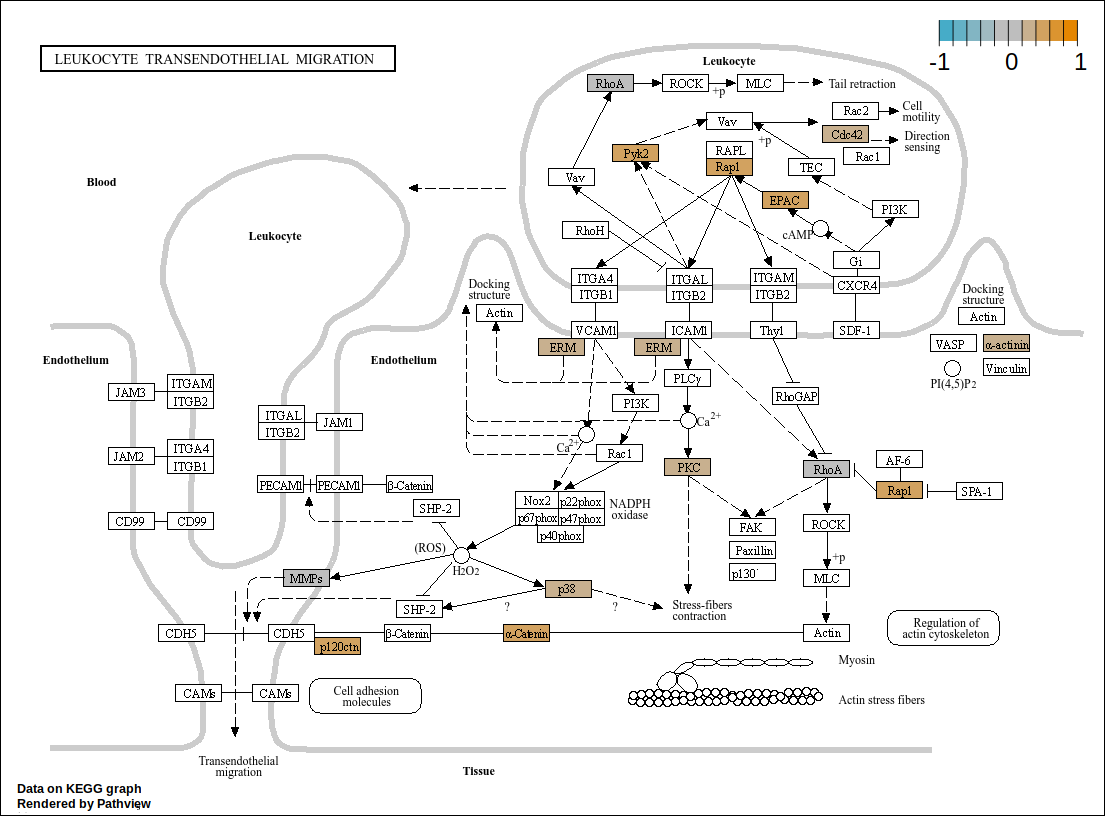 LEUKOCYTE TRANSENDOTHELIAL MIGRATION
-1 0 1
Leukocyte
RhoA
ROCK
+p
MLC
Tail retraction
Vav
+p
Rac2
Cell
motility
Cdc42
Direction
sensing
Rac1
Pyk2
RAPL
Rap1
TEC
Vav
EPAC
PI3K
cAMP
RhoH
Gi
Blood
Leukocyte
ITGA4
ITGB1
ITGAL
ITGB2
ITGAM
ITGB2
CXCR4
Docking
structure
Actin
VCAM1
ICAM1
Thy1
SDF-1
Docking
structure
Actin
ERM
ERM
VASP
α-actinin
PI(4,5)P2
Vinculin
Endothelium
Endothelium
PLCγ
PI3K
RhoGAP
JAM3
ITGAM
ITGB2
ITGAL
ITGB2
JAM1
Ca2+
Ca2+
Rac1
JAM2
ITGA4
ITGB1
PKC
RhoA
AF-6
Rap1
SPA-1
PECAM1
PECAM1
β-Catenin
SHP-2
Nox2
p22phox
p67phox
p47phox
p40phox
NADPH
oxidase
CD99
CD99
FAK
Paxillin
p130
ROCK
+p
MLC
(ROS)
H2O2
MMPs
p38
SHP-2
?
?
Stress-fibers
contraction
CDH5
CDH5
p120ctn
β-Catenin
α-Catenin
Actin
Regulation of
actin cytoskeleton
Myosin
Actin stress fibers
CAMs
CAMs
Cell adhesion
molecules
Transendothelial
migration
Tissue
Data on KEGG graph
Rendered by Pathview